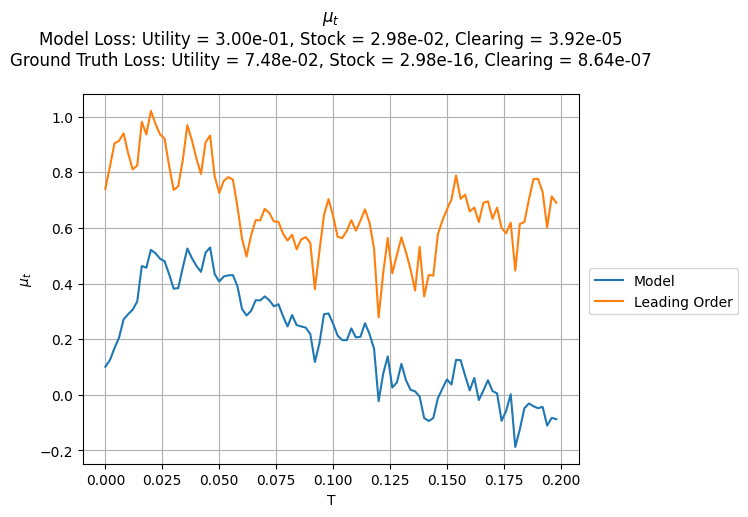 μt
Model Loss: Utility = 3.00e-01, Stock = 2.98e-02, Clearing = 3.92e-05
Ground Truth Loss: Utility = 7.48e-02, Stock = 2.98e-16, Clearing = 8.64e-07
1.0
0.8
0.6
0.4
0.2
0.0
−0.2
μt
0.000 0.025 0.050 0.075 0.100 0.125 0.150 0.175 0.200
T
Model
Leading Order